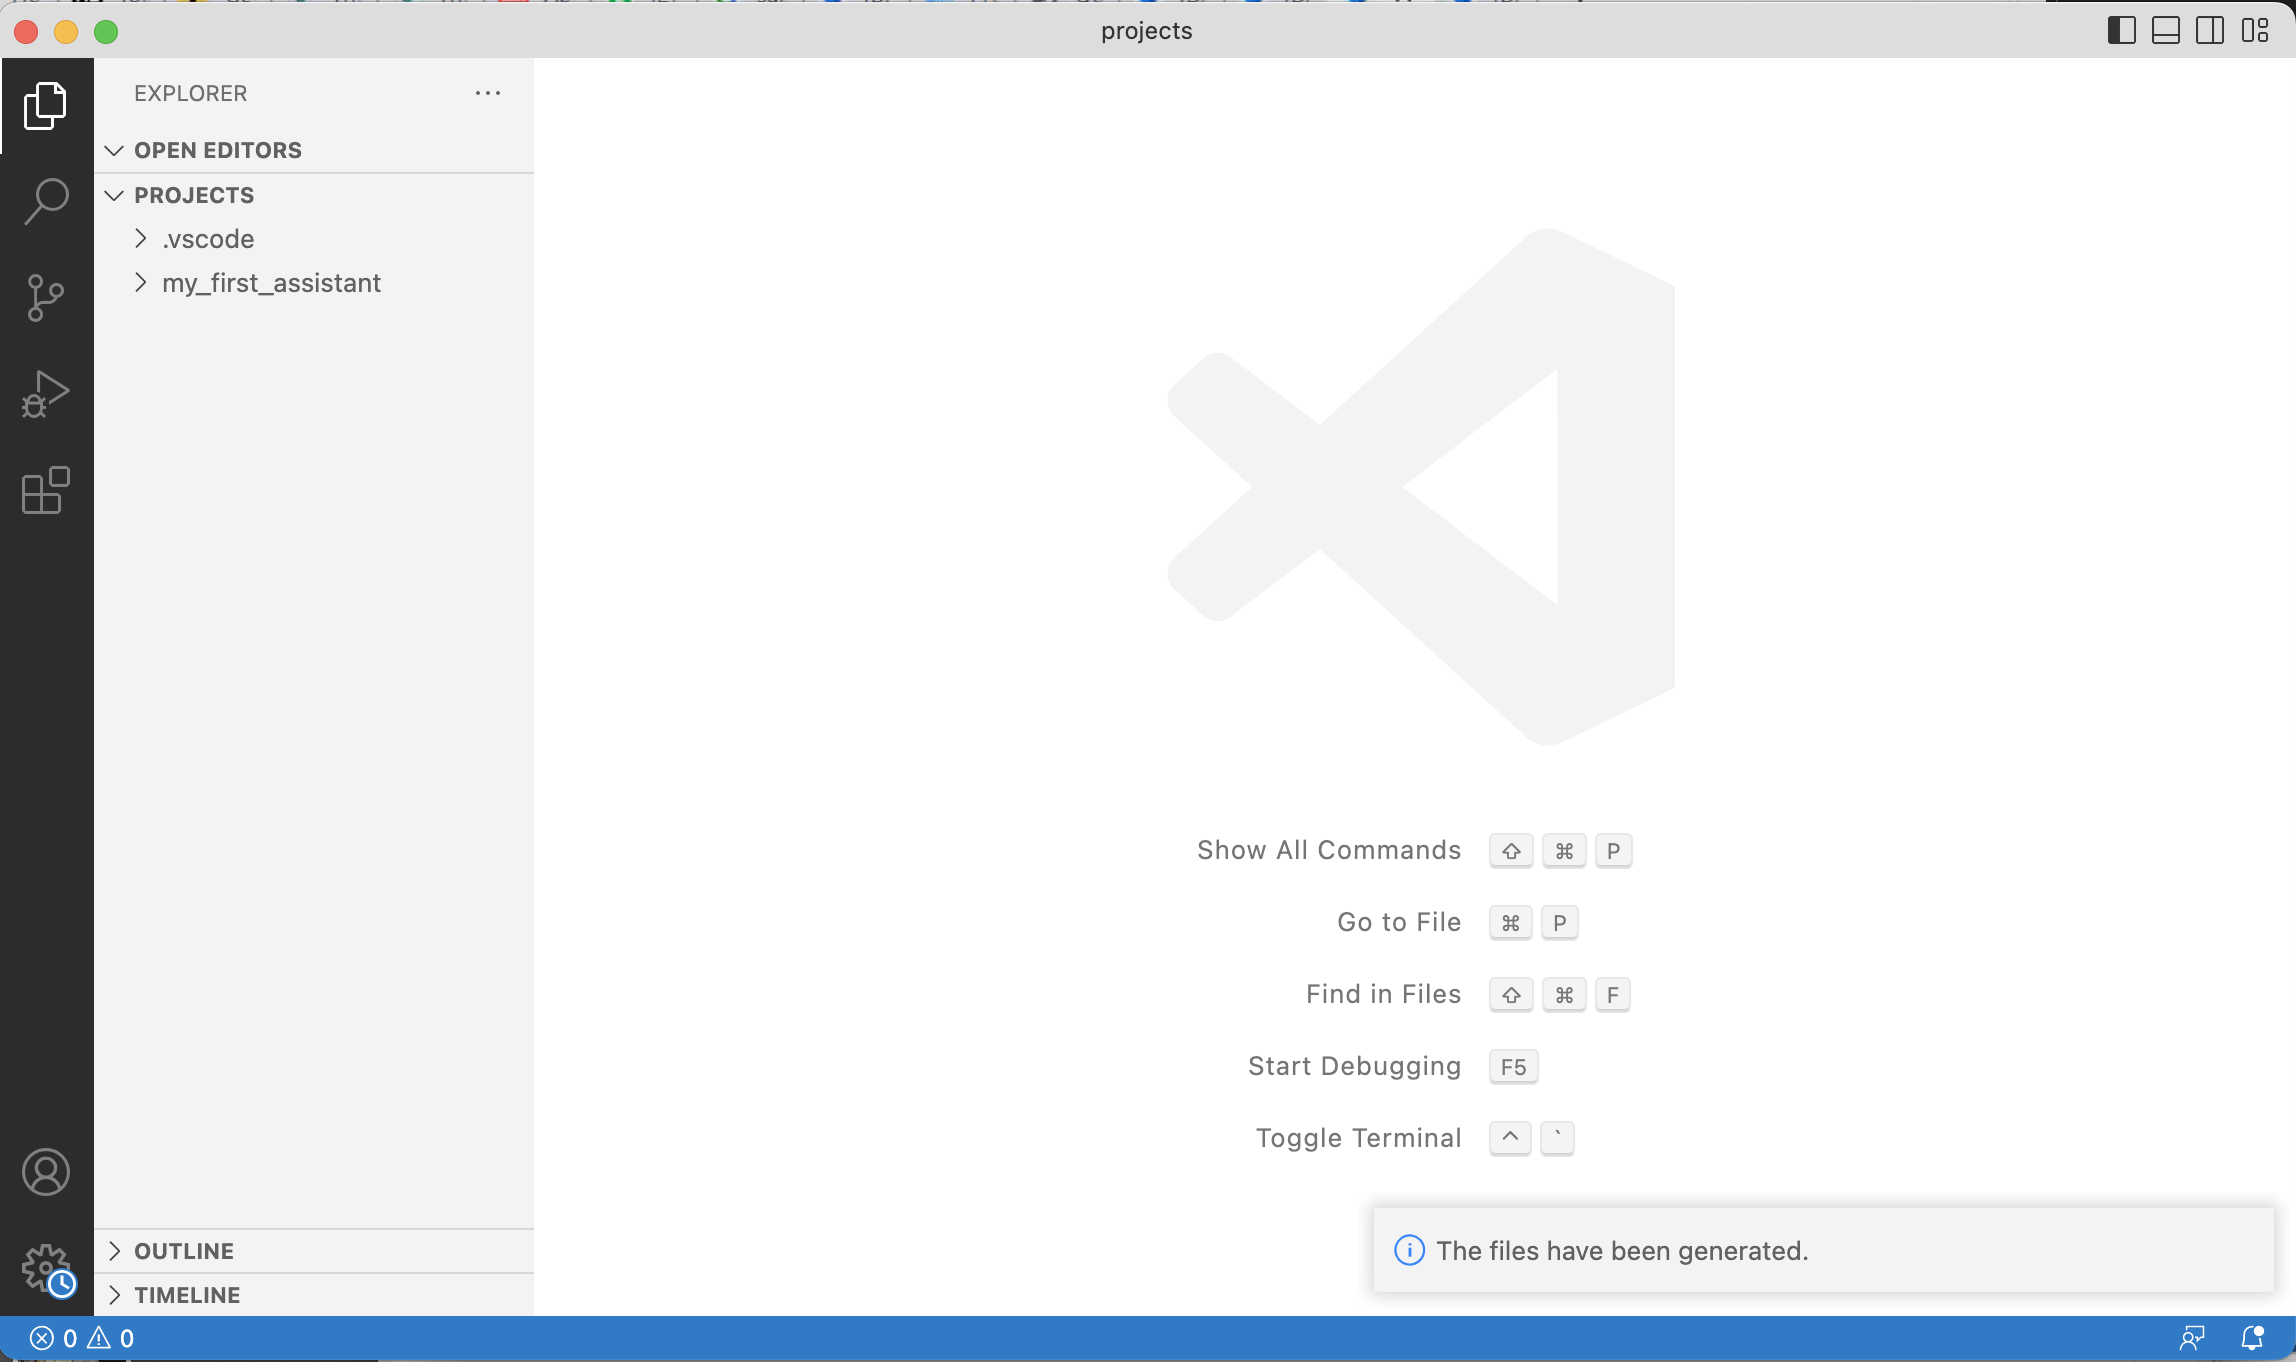 projects
EXPLORER
OPEN EDITORS
PROJECTS
.vscode
my_first_assistant
OUTLINE
TIMELINE
Show All Commands ⇧ ⌘ P
Go to File ⌘ P
Find in Files ⇧ ⌘ F
Start Debugging F5
Toggle Terminal ^ `
The files have been generated.
0 0